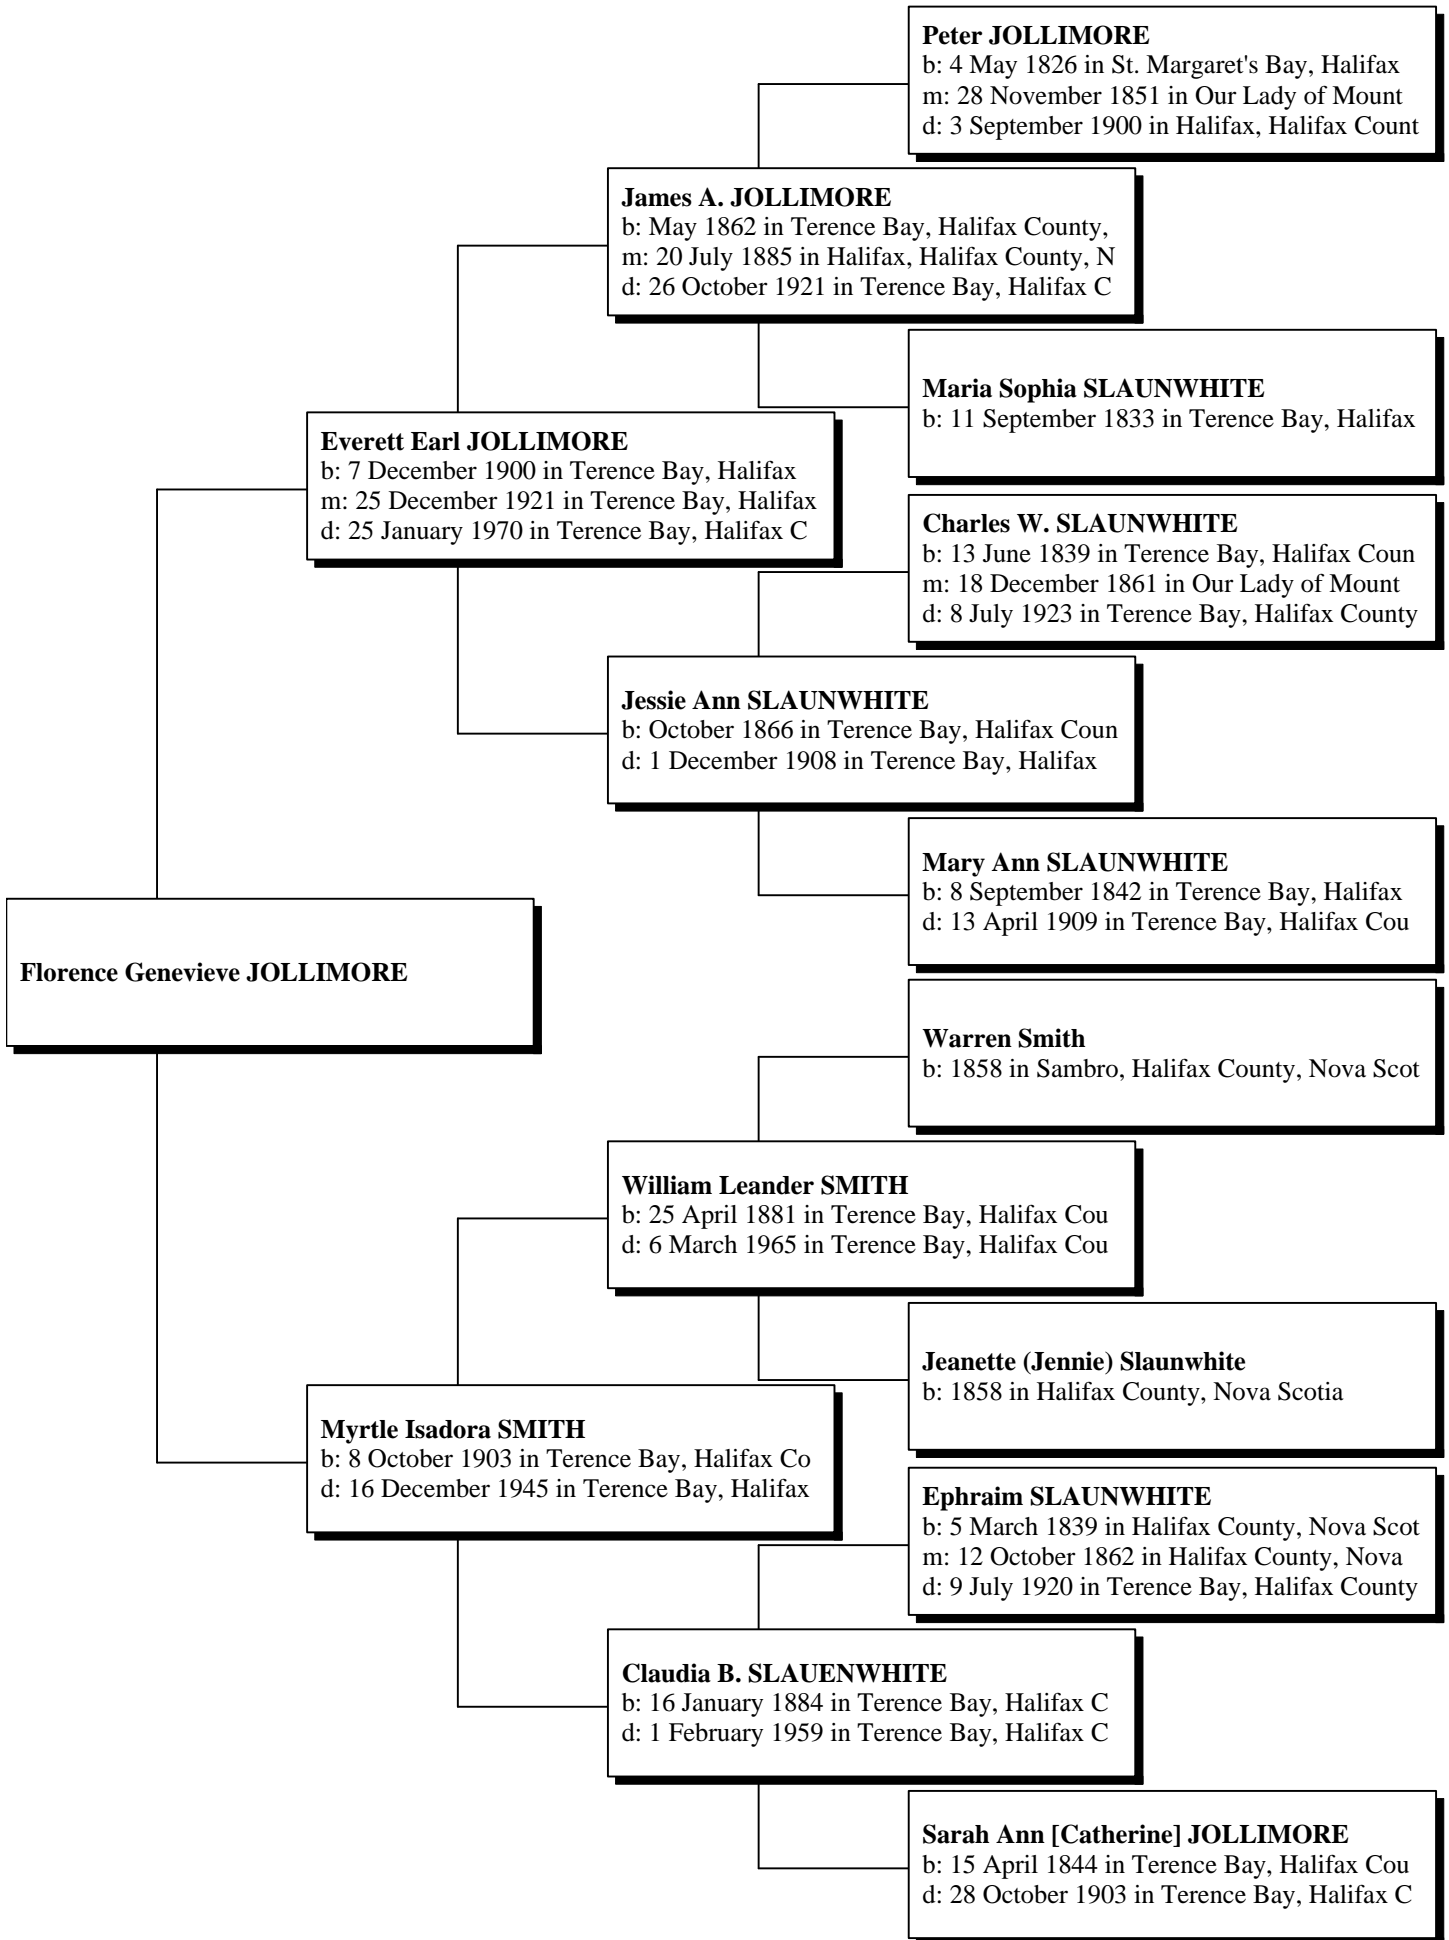 Peter JOLLIMORE
b: 4 May 1826 in St. Margaret's Bay, Halifax
m: 28 November 1851 in Our Lady of Mount
d: 3 September 1900 in Halifax, Halifax Count
James A. JOLLIMORE
b: May 1862 in Terence Bay, Halifax County,
m: 20 July 1885 in Halifax, Halifax County, N
d: 26 October 1921 in Terence Bay, Halifax C
Maria Sophia SLAUNWHITE
b: 11 September 1833 in Terence Bay, Halifax
Everett Earl JOLLIMORE
b: 7 December 1900 in Terence Bay, Halifax
m: 25 December 1921 in Terence Bay, Halifax
d: 25 January 1970 in Terence Bay, Halifax C
Charles W. SLAUNWHITE
b: 13 June 1839 in Terence Bay, Halifax Coun
m: 18 December 1861 in Our Lady of Mount
d: 8 July 1923 in Terence Bay, Halifax County
Jessie Ann SLAUNWHITE
b: October 1866 in Terence Bay, Halifax Coun
d: 1 December 1908 in Terence Bay, Halifax
Mary Ann SLAUNWHITE
b: 8 September 1842 in Terence Bay, Halifax
d: 13 April 1909 in Terence Bay, Halifax Cou
Florence Genevieve JOLLIMORE
Warren Smith
b: 1858 in Sambro, Halifax County, Nova Scot
William Leander SMITH
b: 25 April 1881 in Terence Bay, Halifax Cou
d: 6 March 1965 in Terence Bay, Halifax Cou
Jeanette (Jennie) Slaunwhite
b: 1858 in Halifax County, Nova Scotia
Myrtle Isadora SMITH
b: 8 October 1903 in Terence Bay, Halifax Co
d: 16 December 1945 in Terence Bay, Halifax
Ephraim SLAUNWHITE
b: 5 March 1839 in Halifax County, Nova Scot
m: 12 October 1862 in Halifax County, Nova
d: 9 July 1920 in Terence Bay, Halifax County
Claudia B. SLAUENWHITE
b: 16 January 1884 in Terence Bay, Halifax C
d: 1 February 1959 in Terence Bay, Halifax C
Sarah Ann [Catherine] JOLLIMORE
b: 15 April 1844 in Terence Bay, Halifax Cou
d: 28 October 1903 in Terence Bay, Halifax C